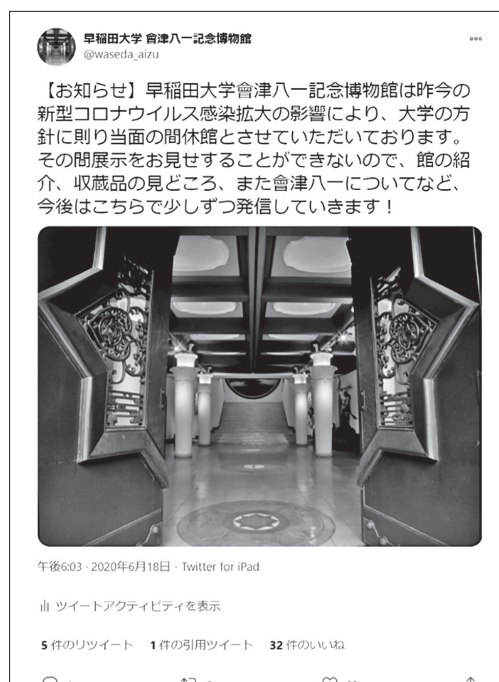 早稲田大学 會津八一記念博物館
@waseda_aizu
【お知らせ】早稲田大学會津八一記念博物館は昨今の
新型コロナウイルス感染拡大の影響により、大学の方
針に則り当面の間休館とさせていただいております。
その間展示をお見せすることができないので、館の紹
介、収蔵品の見どころ、また會津八一についてなど、
今後はこちらで少しずつ発信していきます！
午後6:03 · 2020年6月18日 · Twitter for iPad
ツイートアクティビティを表示
5 件のリツイート 1 件の引用ツイート 32 件のいいね